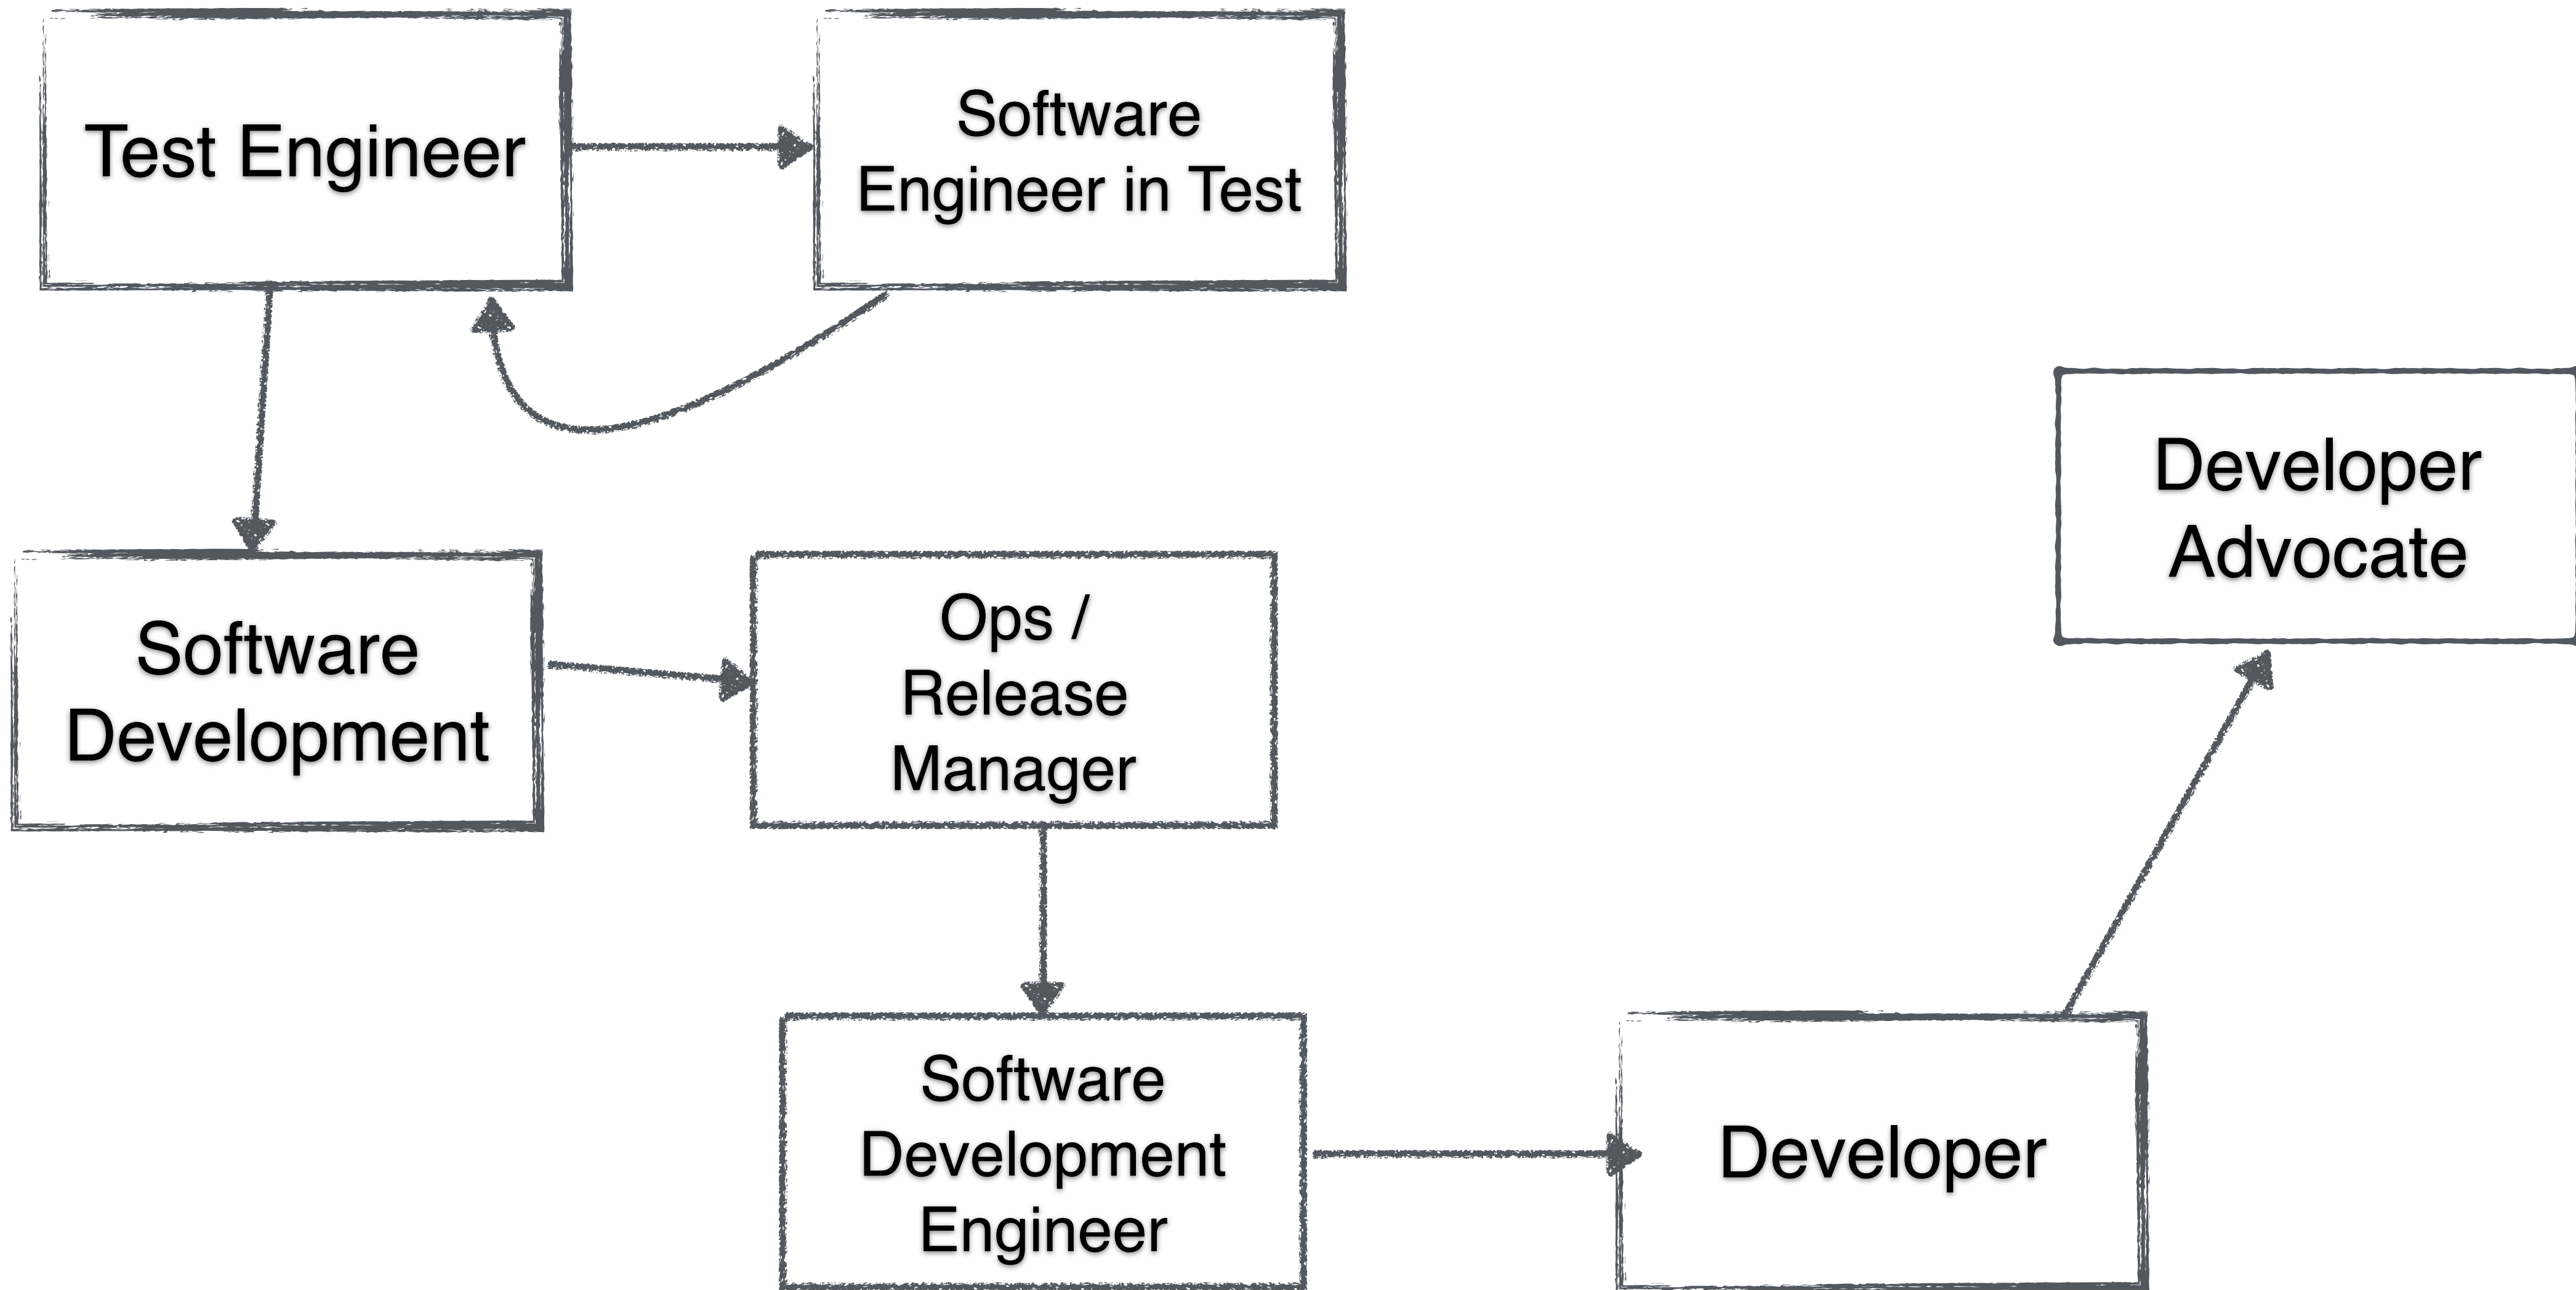 Test Engineer
Software
Engineer in Test
Developer
Advocate
Software
Development
Ops /
Release
Manager
Software
Development
Engineer
Developer